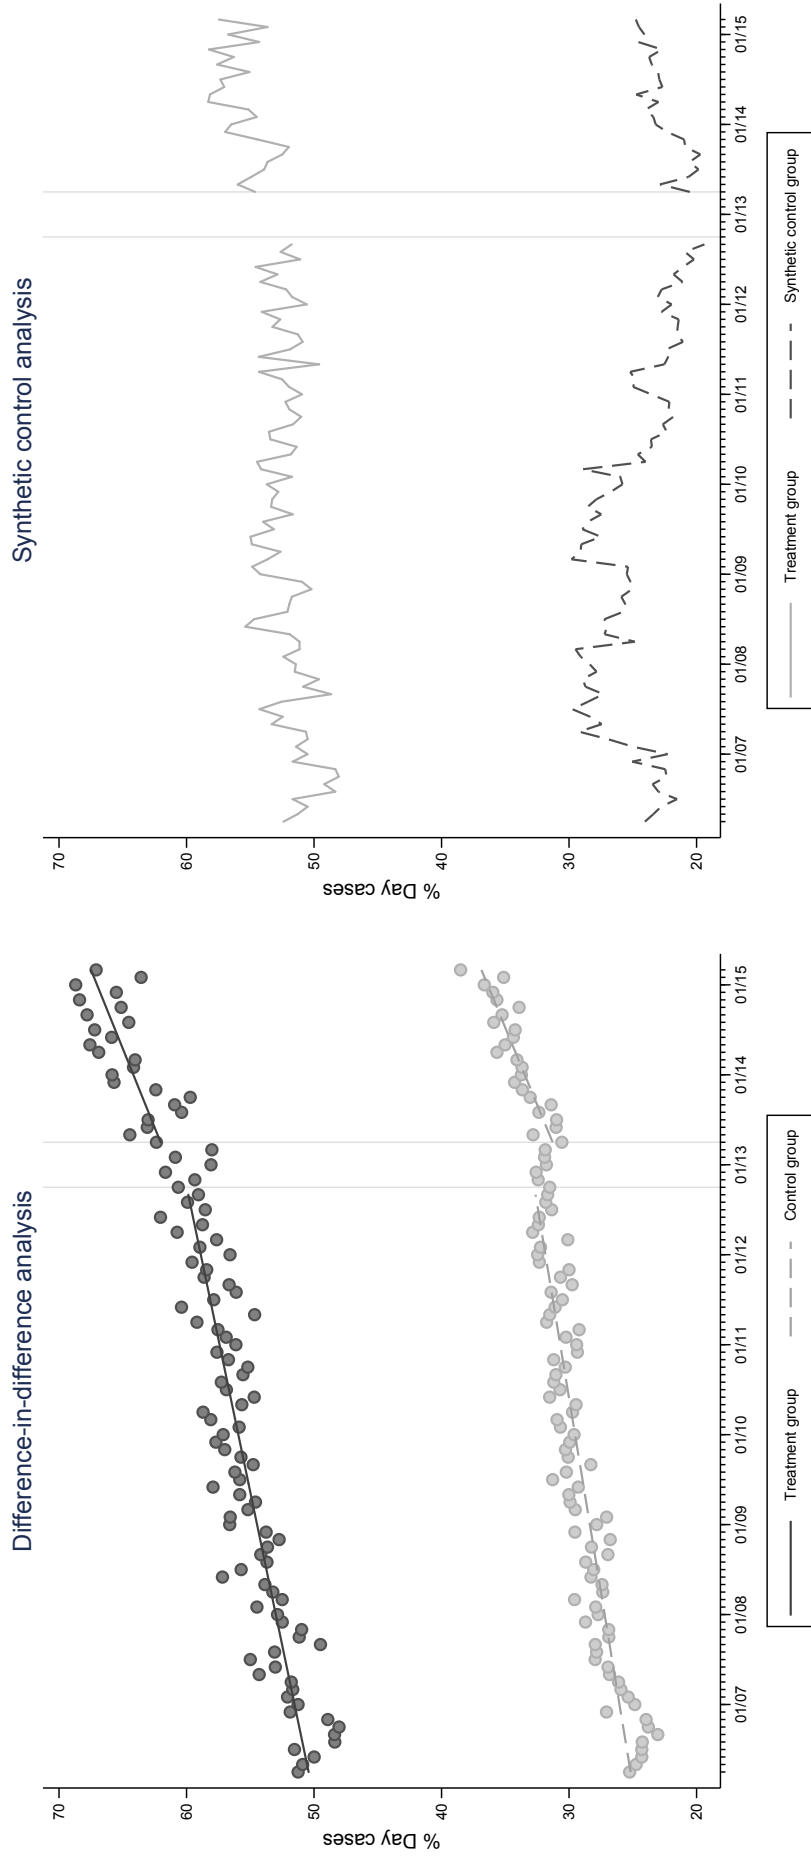 Difference-in-difference analysis
% Day cases
70
60
50
40
30
20
01/07 01/08 01/09 01/10 01/11 01/12 01/13 01/14 01/15
Treatment group Control group
Synthetic control analysis
% Day cases
70
60
50
40
30
20
01/07 01/08 01/09 01/10 01/11 01/12 01/13 01/14 01/15
Treatment group Synthetic control group